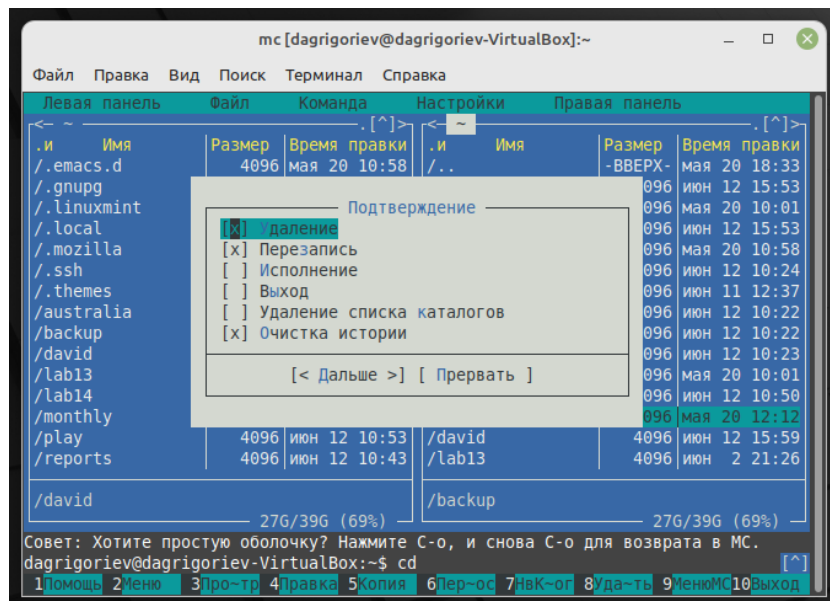 mc [dagrigoriev@dagrigoriev-VirtualBox]:~
Файл Правка Вид Поиск Терминал Справка
Левая панель Файл Команда Настройки Правая панель
<─ ~ .[^]> <─ ~ .[^]>
.и Имя Размер Время правки .и Имя Размер Время правки
/.emacs.d 4096 мая 20 10:58 /.. -ВВЕРХ- мая 20 18:33
/.gnupg 096 июн 12 15:53
/.linuxmint 096 мая 20 10:01
/.local 096 июн 12 15:53
/.mozilla 096 мая 20 10:58
/.ssh 096 июн 12 10:24
/.themes 096 июн 11 12:37
/australia 096 июн 12 10:22
/backup 096 июн 12 10:22
/david 096 июн 12 10:23
/lab13 096 мая 20 10:01
/lab14 096 июн 12 10:50
/monthly 096 мая 20 12:12
/play 4096 июн 12 10:53 /david 4096 июн 12 15:59
/reports 4096 июн 12 10:43 /lab13 4096 июн 2 21:26
Подтверждение
[x] Удаление
[x] Перезапись
[ ] Исполнение
[ ] Выход
[ ] Удаление списка каталогов
[x] Очистка истории
[< Дальше >] [ Прервать ]
/david /backup
27G/39G (69%) 27G/39G (69%)
Совет: Хотите простую оболочку? Нажмите C-o, и снова C-o для возврата в MC.
dagrigoriev@dagrigoriev-VirtualBox:~$ cd [^]
1Помощь 2Меню 3Про~тр 4Правка 5Копия 6Пер~ос 7НвК~ог 8Уда~ть 9МенюМС 10Выход